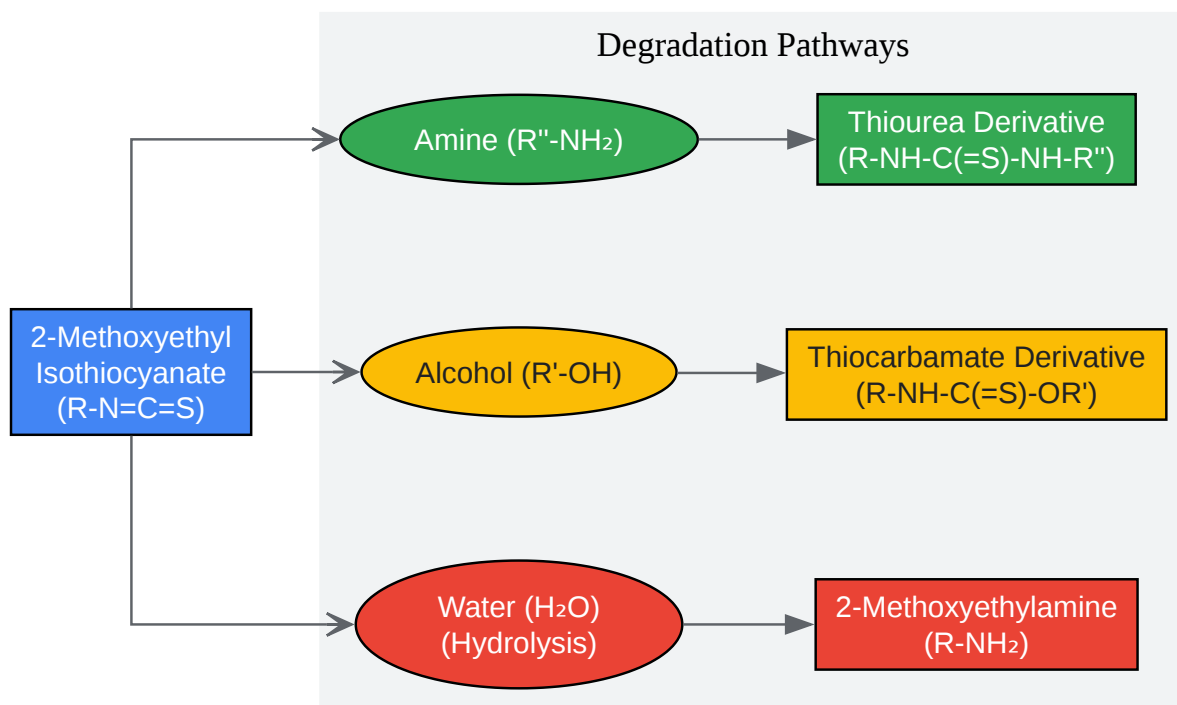 Degradation Pathways
Amine (R"-NH₂)
Thiourea Derivative
(R-NH-C(=S)-NH-R")
2-Methoxyethyl
Isothiocyanate
(R-N=C=S)
Alcohol (R'-OH)
Thiocarbamate Derivative
(R-NH-C(=S)-OR')
Water (H₂O)
(Hydrolysis)
2-Methoxyethylamine
(R-NH₂)